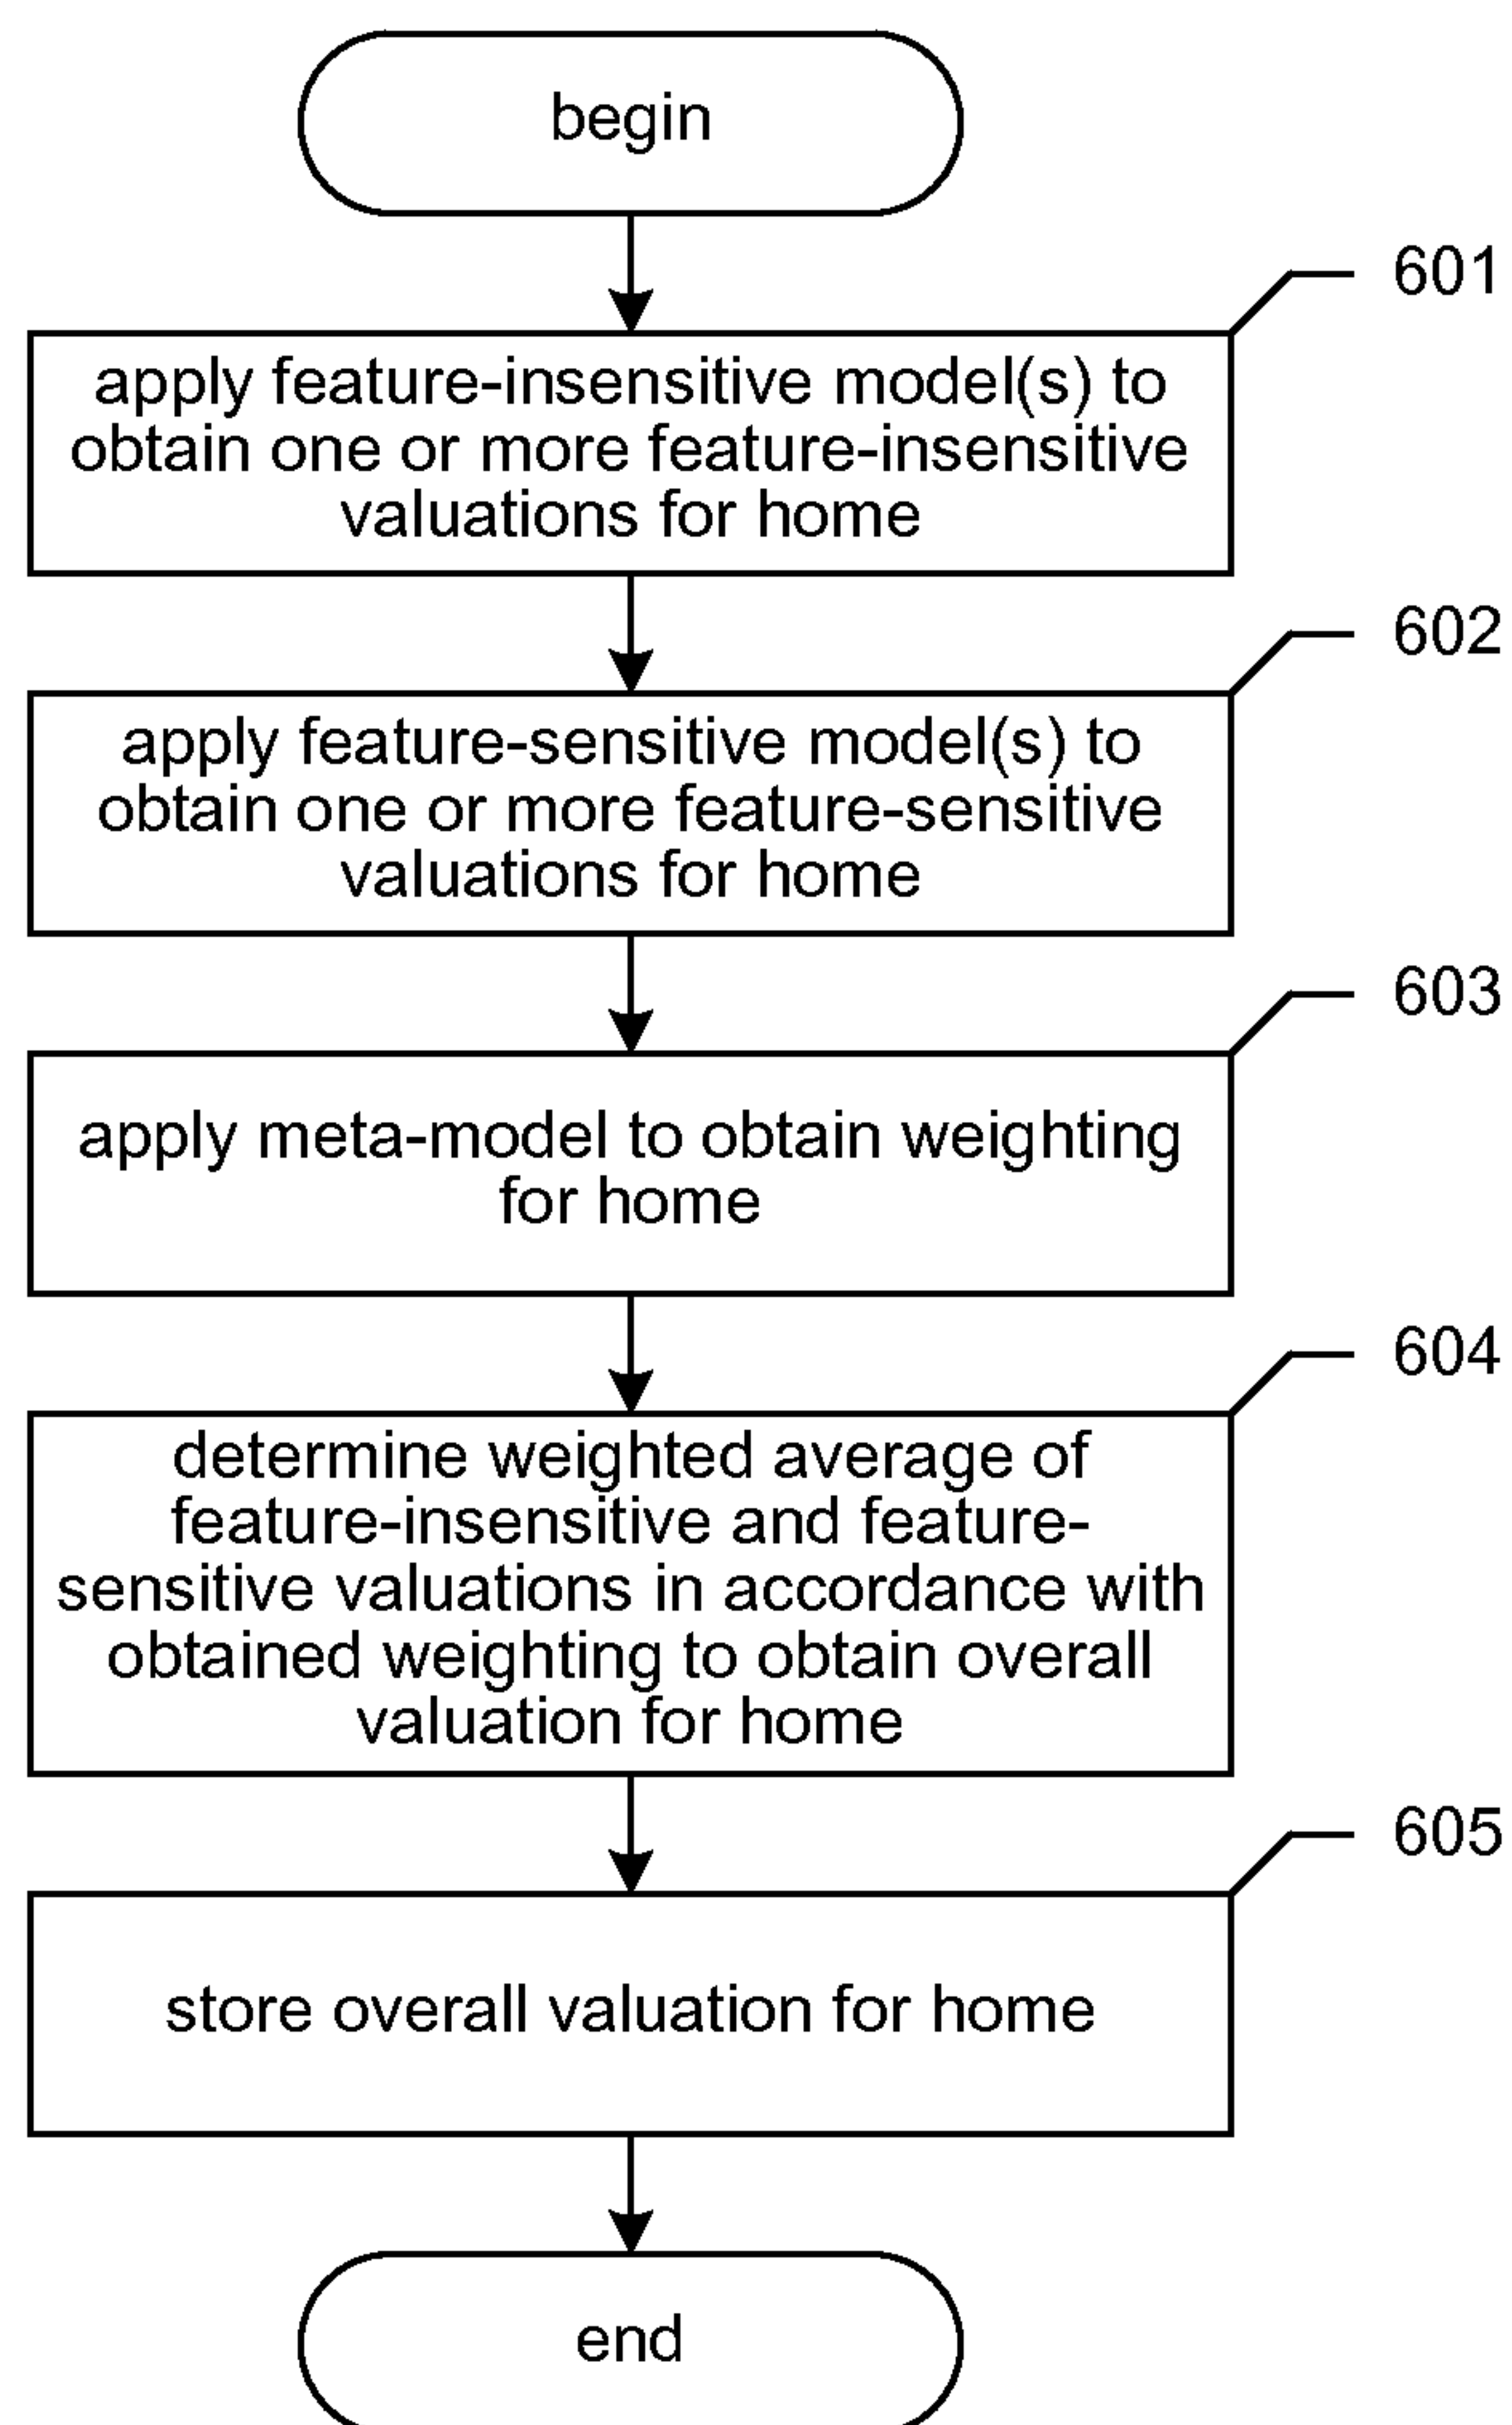 begin
601
apply feature-insensitive model(s) to
obtain one or more feature-insensitive
valuations for home
602
apply feature-sensitive model(s) to
obtain one or more feature-sensitive
valuations for home
603
apply meta-model to obtain weighting
for home
604
determine weighted average of
feature-insensitive and feature-
sensitive valuations in accordance with
obtained weighting to obtain overall
valuation for home
605
store overall valuation for home
end